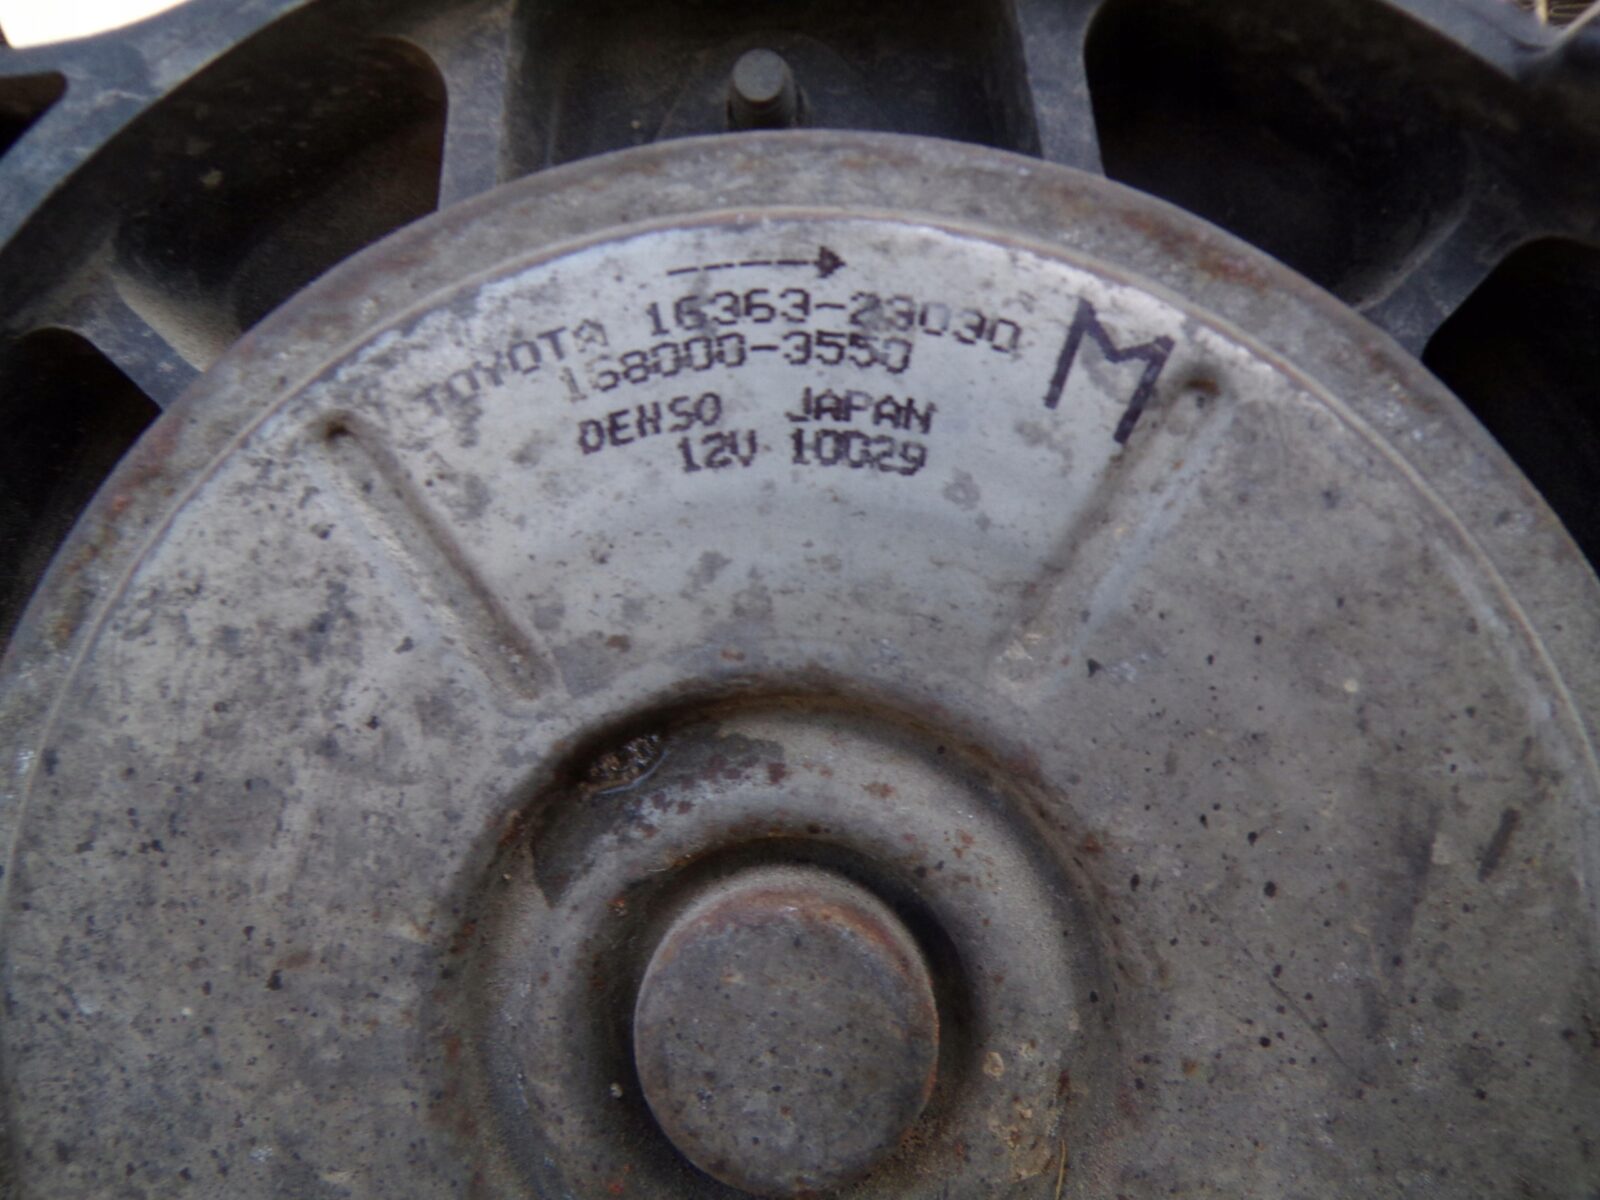 TOYOTA 16363-23030
168000-3550
DENSO JAPAN
12V 10029
M